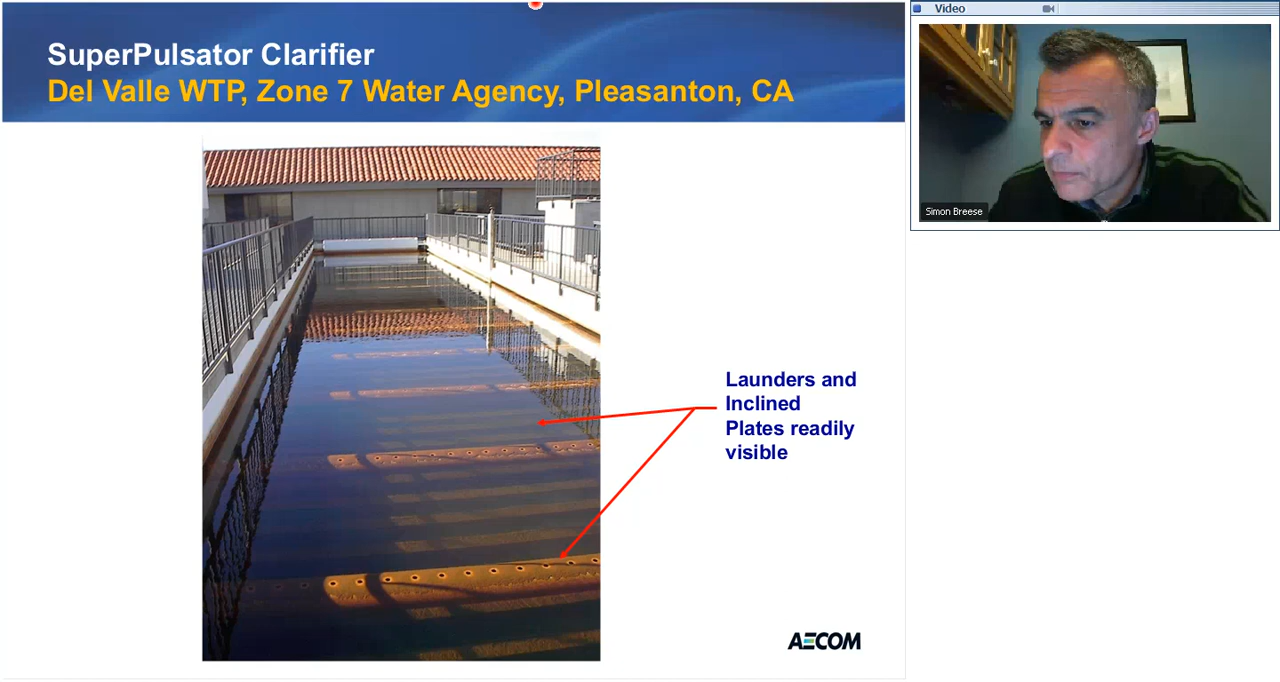 SuperPulsator Clarifier
Del Valle WTP, Zone 7 Water Agency, Pleasanton, CA
Launders and
Inclined
Plates readily
visible
AECOM
Video
Simon Breese